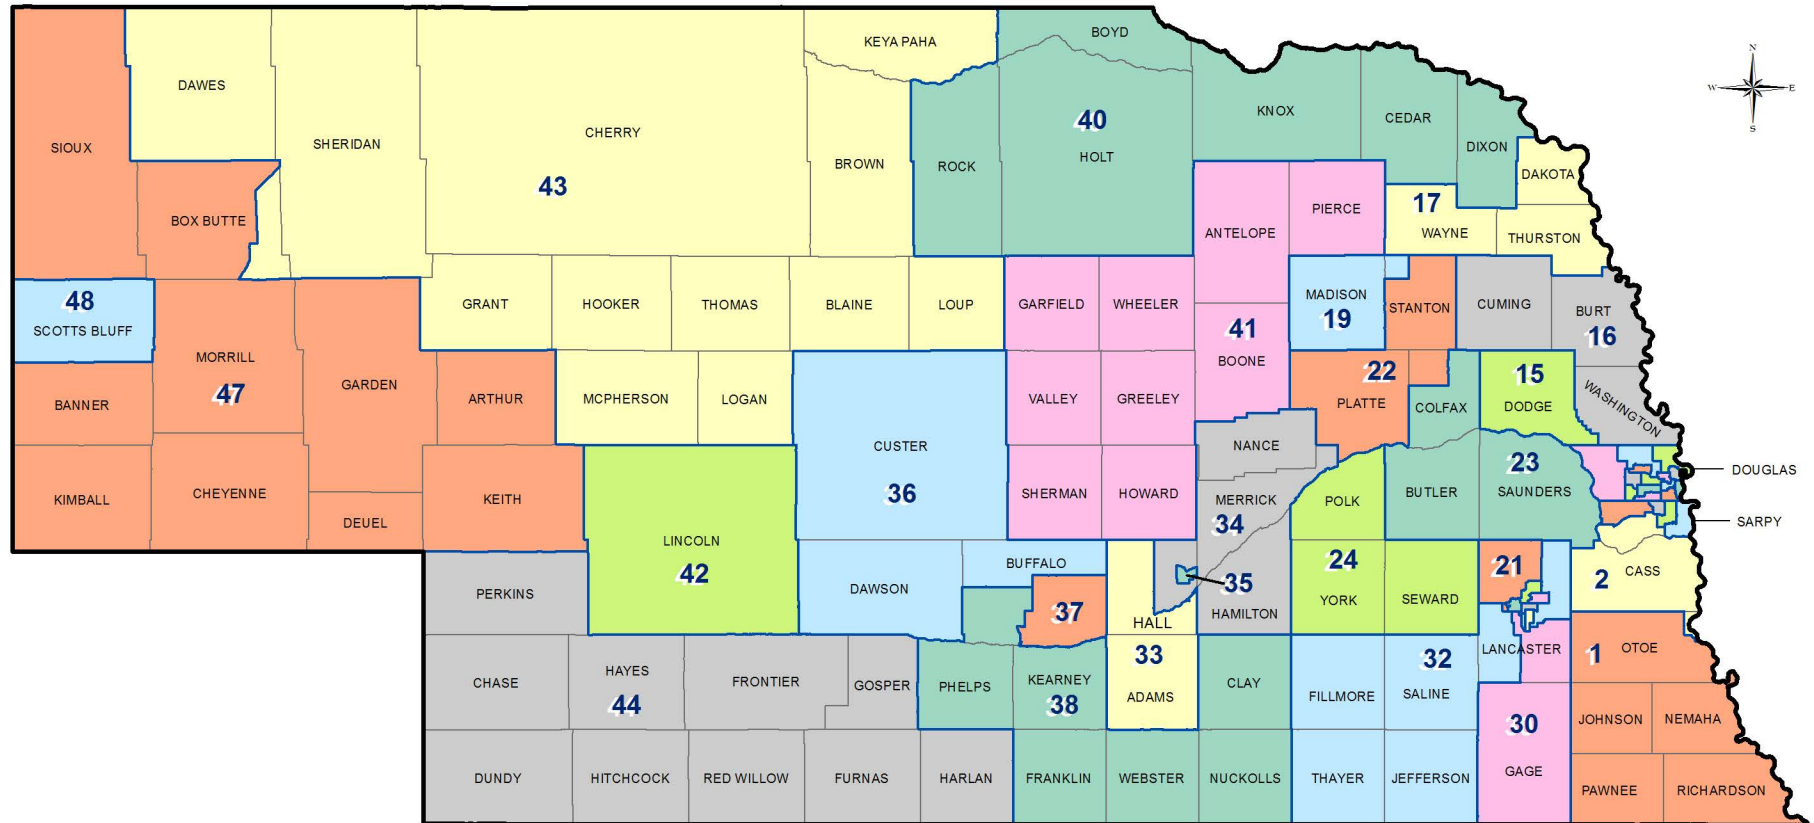 BOYD
KEYA PAHA
N
W E
S
DAWES
KNOX
CEDAR
40
CHERRY
SHERIDAN
SIOUX
DIXON
HOLT
BROWN
ROCK
DAKOTA
43
17
PIERCE
BOX BUTTE
ANTELOPE
WAYNE
THURSTON
48
SCOTTS BLUFF
GRANT
HOOKER
THOMAS
BLAINE
LOUP
GARFIELD
WHEELER
MADISON
19
STANTON
CUMING
BURT
16
41
BOONE
MORRILL
47
GARDEN
22
PLATTE
15
DODGE
WASHINGTON
BANNER
ARTHUR
MCPHERSON
LOGAN
VALLEY
GREELEY
COLFAX
CUSTER
36
NANCE
23
SAUNDERS
DOUGLAS
KIMBALL
CHEYENNE
DEUEL
KEITH
SHERMAN
HOWARD
MERRICK
34
POLK
BUTLER
SARPY
LINCOLN
42
BUFFALO
24
YORK
21
2
CASS
PERKINS
DAWSON
35
HAMILTON
SEWARD
37
HALL
33
ADAMS
32
SALINE
LANCASTER
1
OTOE
CHASE
HAYES
44
FRONTIER
GOSPER
PHELPS
KEARNEY
38
CLAY
FILLMORE
30
GAGE
JOHNSON
NEMAHA
DUNDY
HITCHCOCK
RED WILLOW
FURNAS
HARLAN
FRANKLIN
WEBSTER
NUCKOLLS
THAYER
JEFFERSON
PAWNEE
RICHARDSON